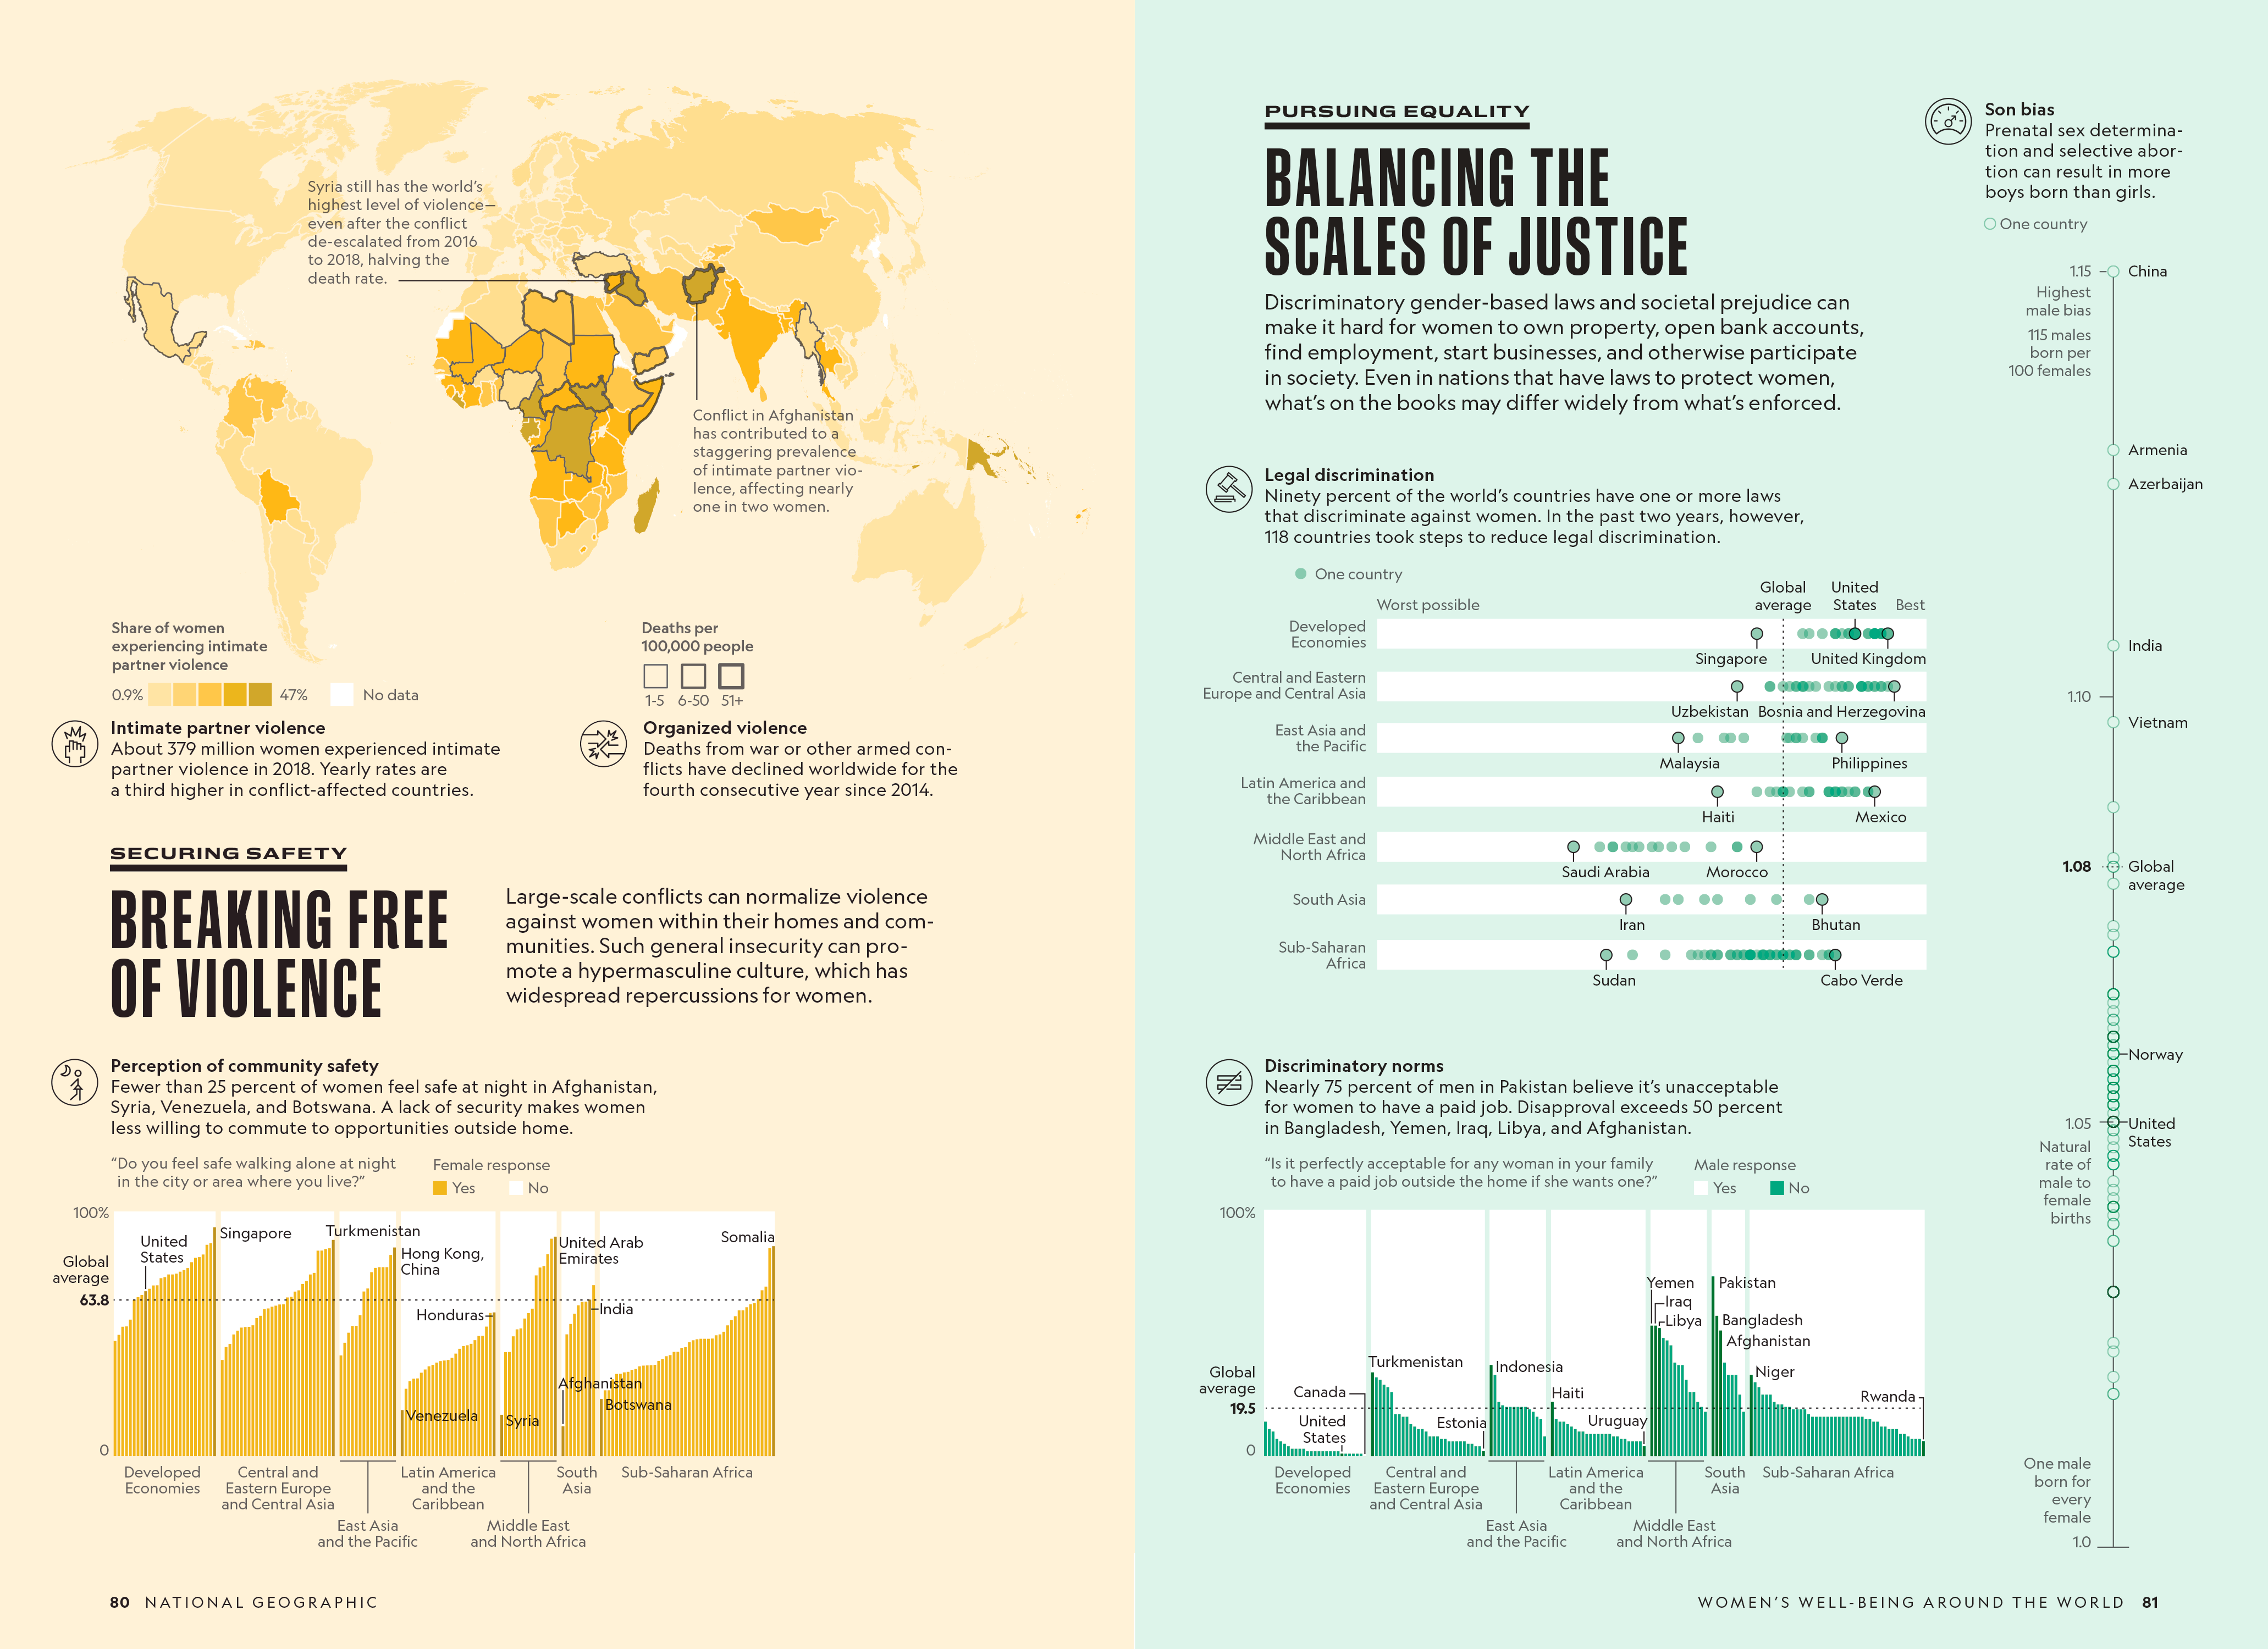 Syria still has the world’s
highest level of violence—
even after the conflict
de-escalated from 2016
to 2018, halving the
death rate.
Conflict in Afghanistan
has contributed to a
staggering prevalence
of intimate partner vio-
lence, affecting nearly
one in two women.
Share of women
experiencing intimate
partner violence
0.9%
47%
No data
Deaths per
100,000 people
1-5
6-50
51+
Intimate partner violence
About 379 million women experienced intimate
partner violence in 2018. Yearly rates are
a third higher in conflict-affected countries.
Organized violence
Deaths from war or other armed con-
flicts have declined worldwide for the
fourth consecutive year since 2014.
SECURING SAFETY
BREAKING FREE
OF VIOLENCE
Large-scale conflicts can normalize violence
against women within their homes and com-
munities. Such general insecurity can pro-
mote a hypermasculine culture, which has
widespread repercussions for women.
Perception of community safety
Fewer than 25 percent of women feel safe at night in Afghanistan,
Syria, Venezuela, and Botswana. A lack of security makes women
less willing to commute to opportunities outside home.
“Do you feel safe walking alone at night
in the city or area where you live?”
Female response
Yes
No
100%
Global
average
63.8
0
United
States
Singapore
Turkmenistan
Hong Kong,
China
Honduras
Venezuela
United Arab
Emirates
Syria
India
Afghanistan
Botswana
Somalia
Developed
Economies
Central and
Eastern Europe
and Central Asia
East Asia
and the Pacific
Latin America
and the
Caribbean
Middle East
and North Africa
South
Asia
Sub-Saharan Africa
80 NATIONAL GEOGRAPHIC
PURSUING EQUALITY
BALANCING THE
SCALES OF JUSTICE
Discriminatory gender-based laws and societal prejudice can
make it hard for women to own property, open bank accounts,
find employment, start businesses, and otherwise participate
in society. Even in nations that have laws to protect women,
what’s on the books may differ widely from what’s enforced.
Legal discrimination
Ninety percent of the world’s countries have one or more laws
that discriminate against women. In the past two years, however,
118 countries took steps to reduce legal discrimination.
One country
Worst possible
Global
average
United
States
Best
Developed
Economies
Singapore
United Kingdom
Central and Eastern
Europe and Central Asia
Uzbekistan
Bosnia and Herzegovina
East Asia and
the Pacific
Malaysia
Philippines
Latin America and
the Caribbean
Haiti
Mexico
Middle East and
North Africa
Saudi Arabia
Morocco
South Asia
Iran
Bhutan
Sub-Saharan
Africa
Sudan
Cabo Verde
Discriminatory norms
Nearly 75 percent of men in Pakistan believe it’s unacceptable
for women to have a paid job. Disapproval exceeds 50 percent
in Bangladesh, Yemen, Iraq, Libya, and Afghanistan.
“Is it perfectly acceptable for any woman in your family
to have a paid job outside the home if she wants one?”
Male response
Yes
No
100%
Global
average
19.5
0
Canada
United
States
Turkmenistan
Estonia
Indonesia
Haiti
Uruguay
Yemen
Iraq
Libya
Pakistan
Bangladesh
Afghanistan
Niger
Rwanda
Developed
Economies
Central and
Eastern Europe
and Central Asia
East Asia
and the Pacific
Latin America
and the
Caribbean
Middle East
and North Africa
South
Asia
Sub-Saharan Africa
Son bias
Prenatal sex determina-
tion and selective abor-
tion can result in more
boys born than girls.
One country
1.15
China
Highest
male bias
115 males
born per
100 females
Armenia
Azerbaijan
India
1.10
Vietnam
1.08
Global
average
Norway
1.05
United
States
Natural
rate of
male to
female
births
One male
born for
every
female
1.0
WOMEN’S WELL-BEING AROUND THE WORLD 81